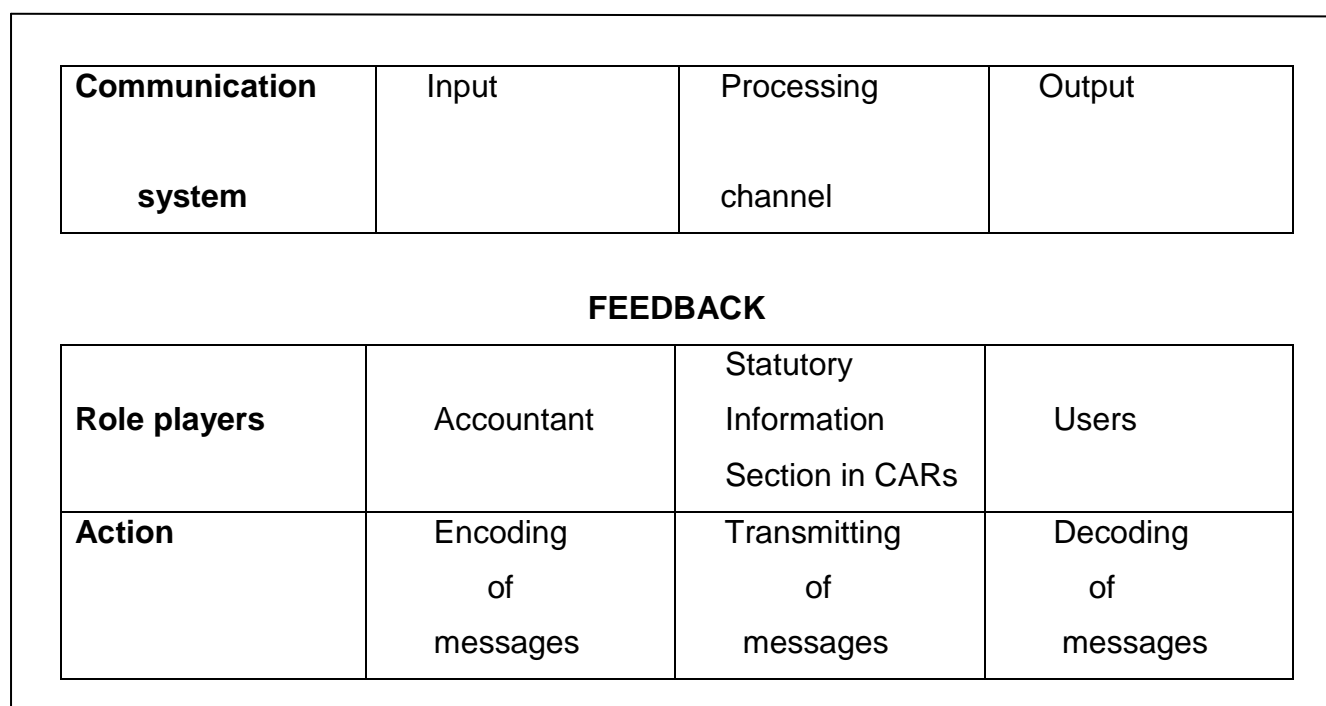 Communication Input Processing Output
system channel
FEEDBACK
Statutory
Role players Accountant Information Users
Section in CARs
Action Encoding Transmitting Decoding
of of of
messages messages messages